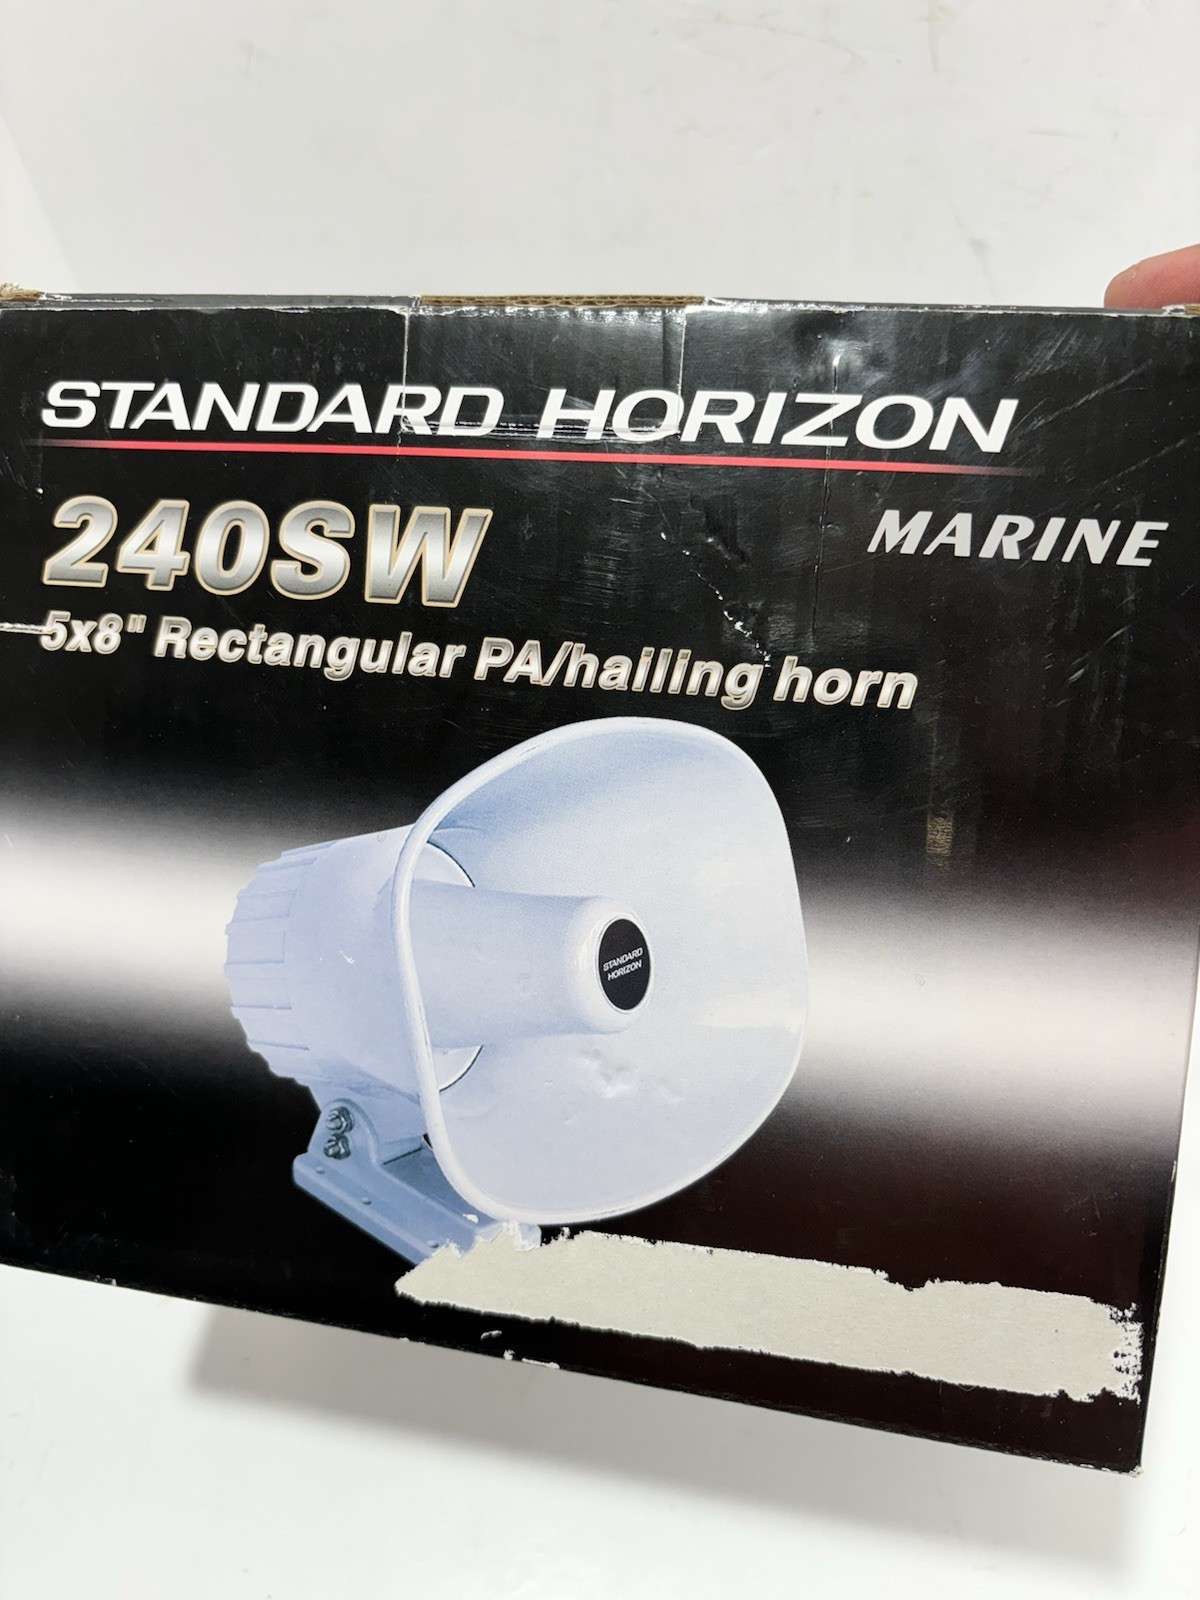 STANDARD HORIZON
240SW
MARINE
5x8" Rectangular PA/hailing horn
STANDARD
HORIZON